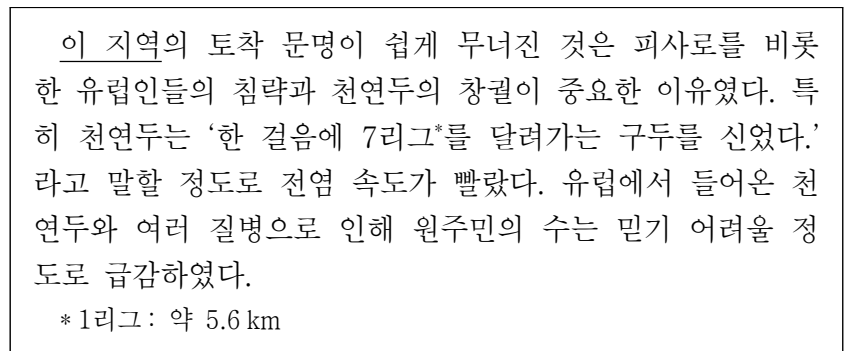 이 지역의 토착 문명이 쉽게 무너진 것은 피사로를 비롯
한 유럽인들의 침략과 천연두의 창궐이 중요한 이유였다. 특
히 천연두는 ‘한 걸음에 7리그*를 달려가는 구두를 신었다.’
라고 말할 정도로 전염 속도가 빨랐다. 유럽에서 들어온 천
연두와 여러 질병으로 인해 원주민의 수는 믿기 어려울 정
도로 급감하였다.
* 1리그 : 약 5.6 km